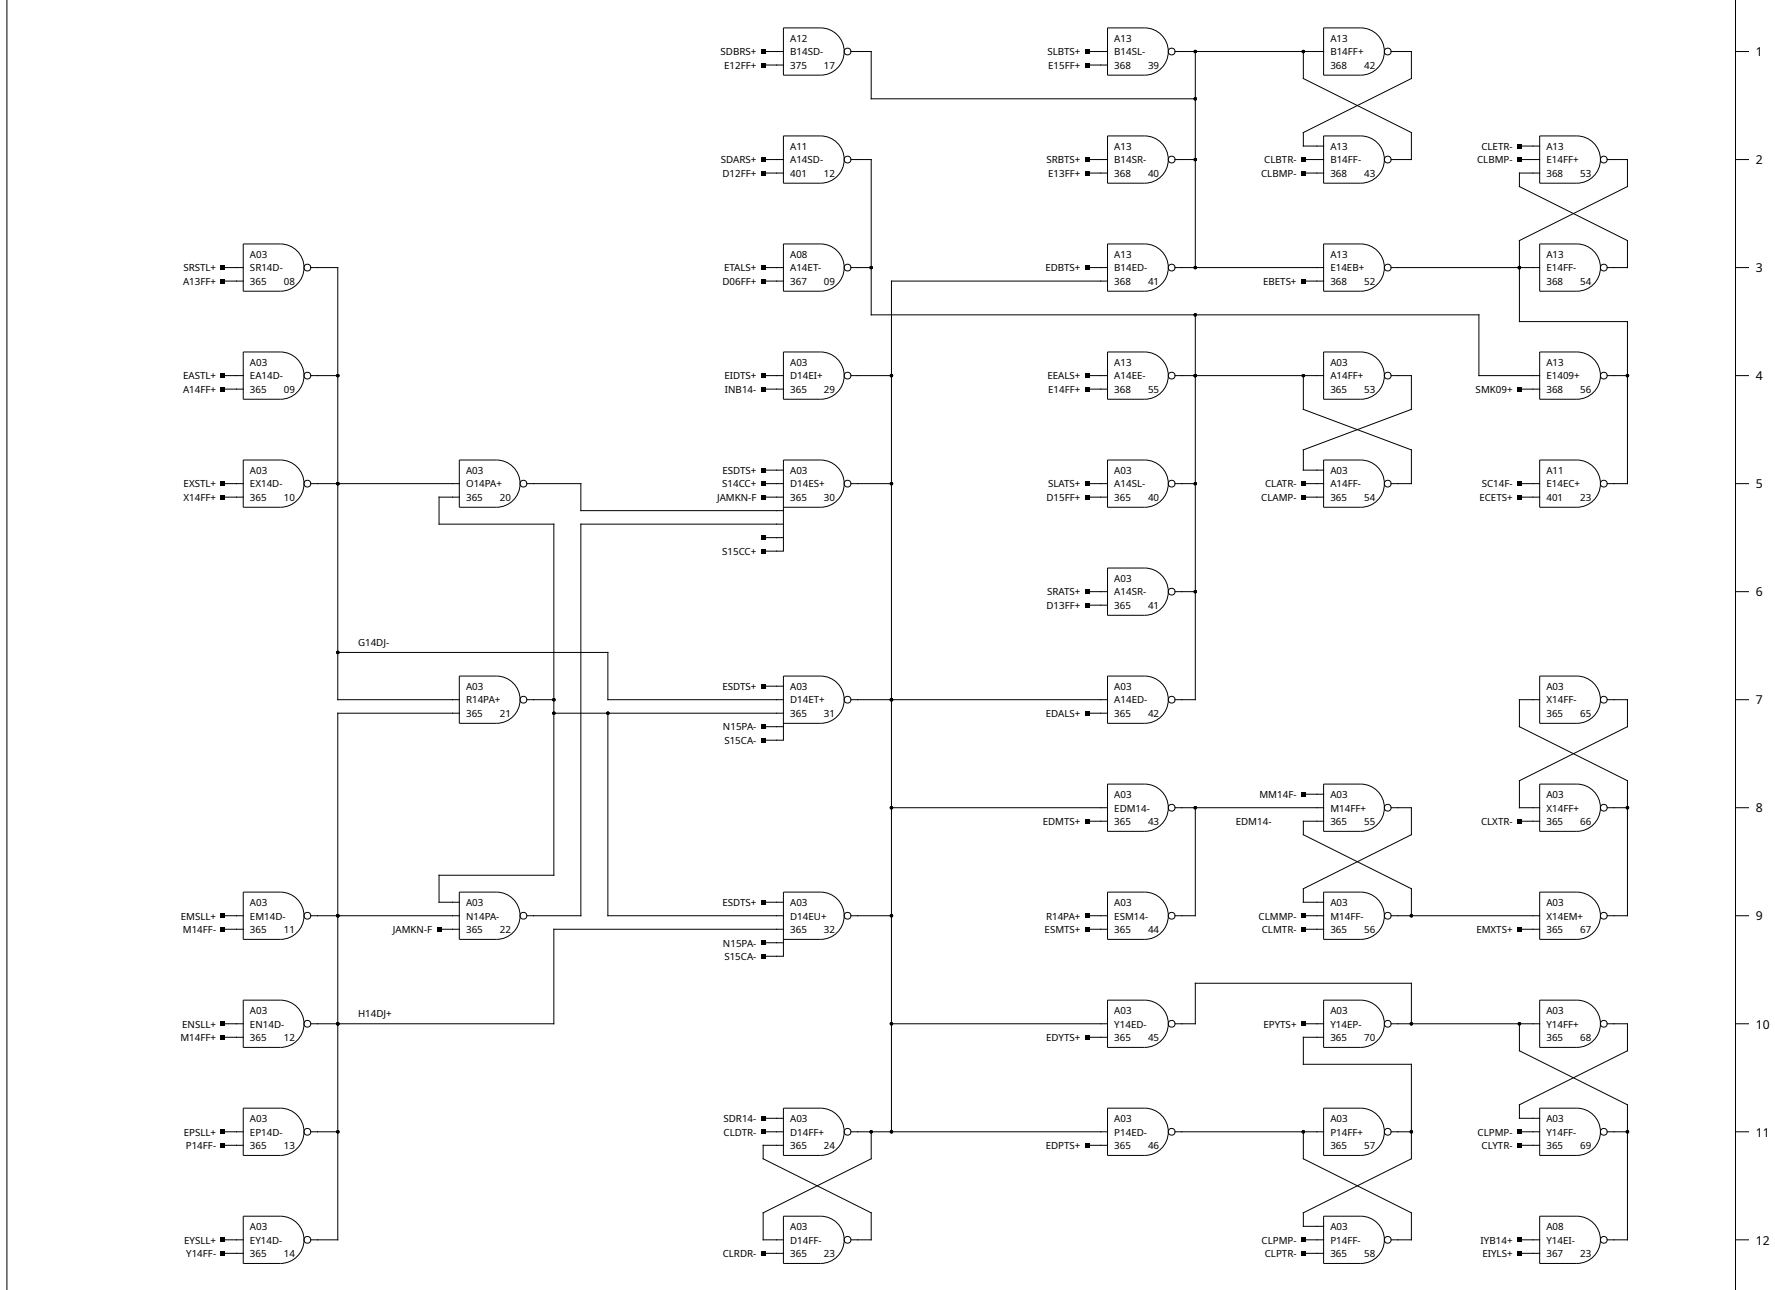 SDBRS+
E12FF+
A12
B14SD-
375 17
SLBTS+
E15FF+
A13
B14SL-
368 39
A13
B14FF+
368 42
1
SDARS+
D12FF+
A11
A14SD-
401 12
SRBTS+
E13FF+
A13
B14SR-
368 40
CLBTR-
CLBMP-
A13
B14FF-
368 43
CLETR-
CLBMP-
A13
E14FF+
368 53
2
SRSTL+
A13FF+
A03
SR14D-
365 08
ETALS+
D06FF+
A08
A14ET-
367 09
EDBTS+
A13
B14ED-
368 41
EBETS+
A13
E14EB+
368 52
A13
E14FF-
368 54
3
EASTL+
A14FF+
A03
EA14D-
365 09
EIDTS+
INB14-
A03
D14EI+
365 29
EEALS+
E14FF+
A13
A14EE-
368 55
A03
A14FF+
365 53
SMK09+
A13
E1409+
368 56
4
EXSTL+
X14FF+
A03
EX14D-
365 10
A03
O14PA+
365 20
ESDTS+
S14CC+
JAMKN-F
S15CC+
A03
D14ES+
365 30
SLATS+
D15FF+
A03
A14SL-
365 40
CLATR-
CLAMP-
A03
A14FF-
365 54
SC14F-
ECETS+
A11
E14EC+
401 23
5
SRATS+
D13FF+
A03
A14SR-
365 41
6
G14DJ-
A03
R14PA+
365 21
ESDTS+
N15PA-
S15CA-
A03
D14ET+
365 31
EDALS+
A03
A14ED-
365 42
A03
X14FF-
365 65
7
EDMTS+
A03
EDM14-
365 43
EDM14-
MM14F-
A03
M14FF+
365 55
CLXTR-
A03
X14FF+
365 66
8
EMSLL+
M14FF-
A03
EM14D-
365 11
JAMKN-F
A03
N14PA-
365 22
ESDTS+
N15PA-
S15CA-
A03
D14EU+
365 32
R14PA+
ESMTS+
A03
ESM14-
365 44
CLMMP-
CLMTR-
A03
M14FF-
365 56
EMXTS+
A03
X14EM+
365 67
9
ENSLL+
M14FF+
A03
EN14D-
365 12
H14DJ+
EDYTS+
A03
Y14ED-
365 45
EPYTS+
A03
Y14EP-
365 70
A03
Y14FF+
365 68
10
EPSLL+
P14FF-
A03
EP14D-
365 13
SDR14-
CLDTR-
A03
D14FF+
365 24
EDPTS+
A03
P14ED-
365 46
A03
P14FF+
365 57
CLPMP-
CLYTR-
A03
Y14FF-
365 69
11
EYSLL+
Y14FF-
A03
EY14D-
365 14
CLRDR-
A03
D14FF-
365 23
CLPMP-
CLPTR-
A03
P14FF-
365 58
IYB14+
EIYLS+
A08
Y14EI-
367 23
12